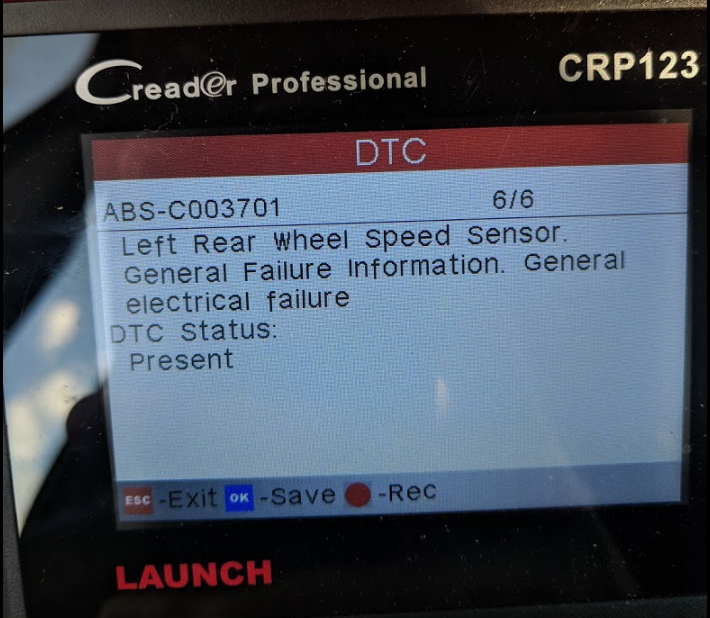 Creader Professional CRP123
DTC
ABS-C003701 6/6
Left Rear Wheel Speed Sensor.
General Failure Information. General
electrical failure
DTC Status:
Present
ESC -Exit OK -Save -Rec
LAUNCH